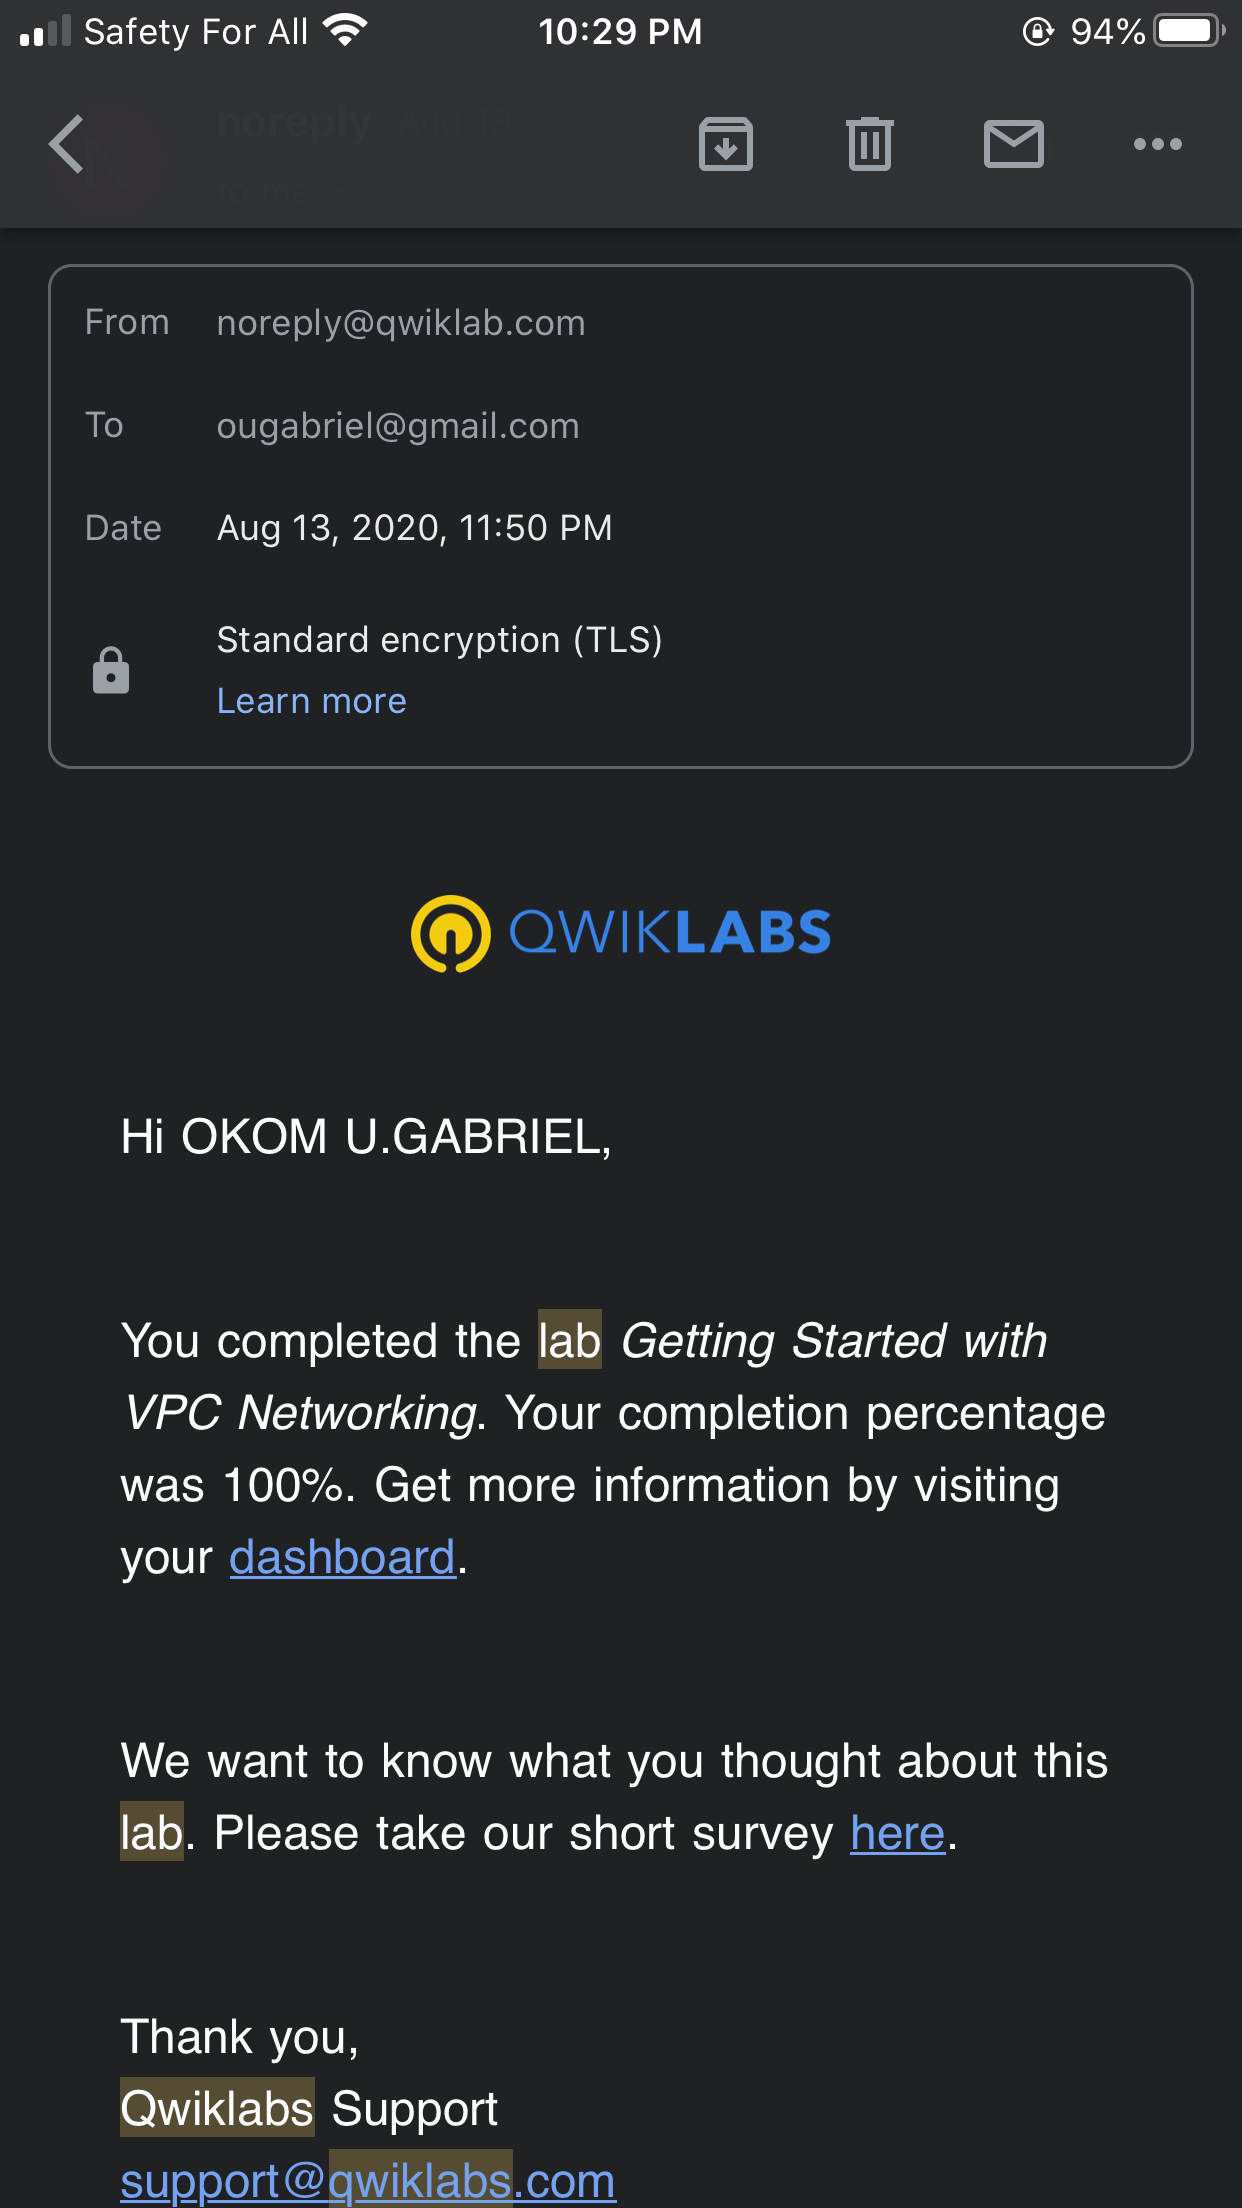 Safety For All 10:29 PM 94%
noreply Aug 13
N
to me
From noreply@qwiklab.com
To ougabriel@gmail.com
Date Aug 13, 2020, 11:50 PM
Standard encryption (TLS)
Learn more
QWIKLABS
Hi OKOM U.GABRIEL,
You completed the lab Getting Started with
VPC Networking. Your completion percentage
was 100%. Get more information by visiting
your dashboard.
We want to know what you thought about this
lab. Please take our short survey here.
Thank you,
Qwiklabs Support
support@qwiklabs.com